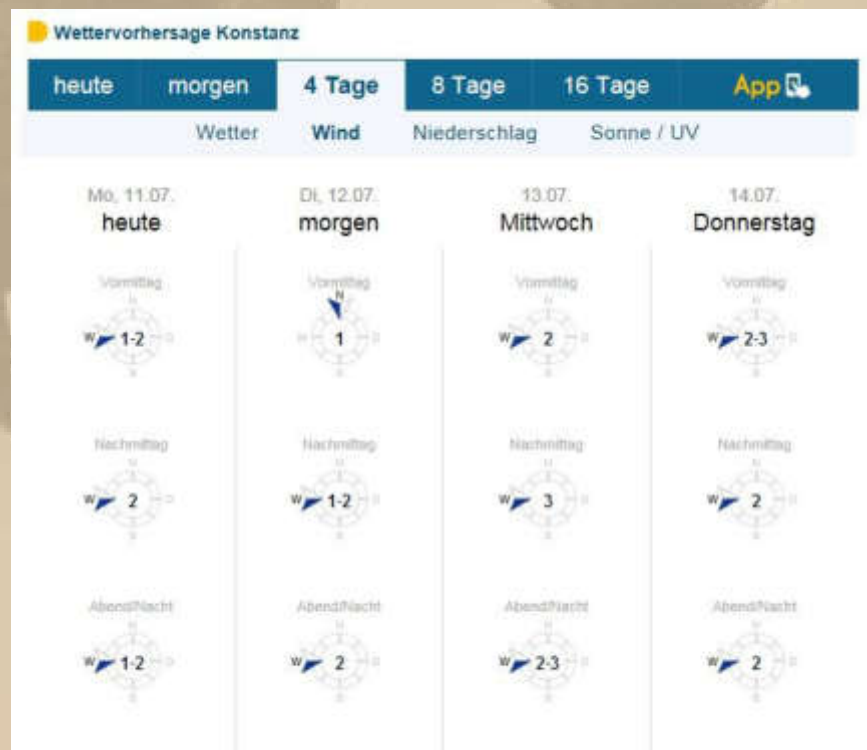 Wettervorhersage Konstanz
heute morgen 4 Tage 8 Tage 16 Tage App
Wetter Wind Niederschlag Sonne / UV
Mo, 11.07. Di, 12.07. 13.07. 14.07.
heute morgen Mittwoch Donnerstag
Vormittag Vormittag Vormittag Vormittag
N N N N
W 1-2 O W 1 O W 2 O W 2-3 O
S S S S
Nachmittag Nachmittag Nachmittag Nachmittag
N N N N
W 2 O W 1-2 O W 3 O W 2 O
S S S S
Abend/Nacht Abend/Nacht Abend/Nacht Abend/Nacht
N N N N
W 1-2 O W 2 O W 2-3 O W 2 O
S S S S